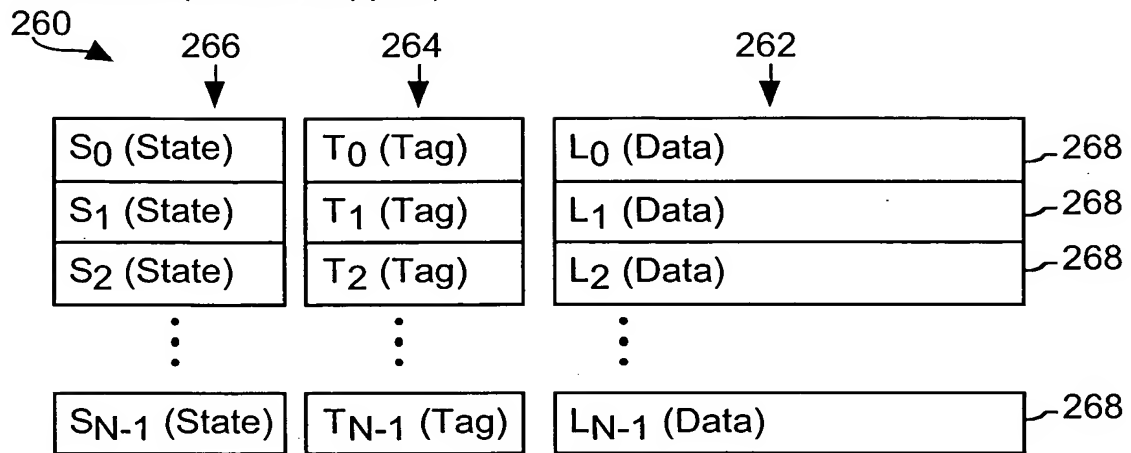 260
266 264 262
S0 (State) T0 (Tag) L0 (Data) 268
S1 (State) T1 (Tag) L1 (Data) 268
S2 (State) T2 (Tag) L2 (Data) 268
SN-1 (State) TN-1 (Tag) LN-1 (Data) 268